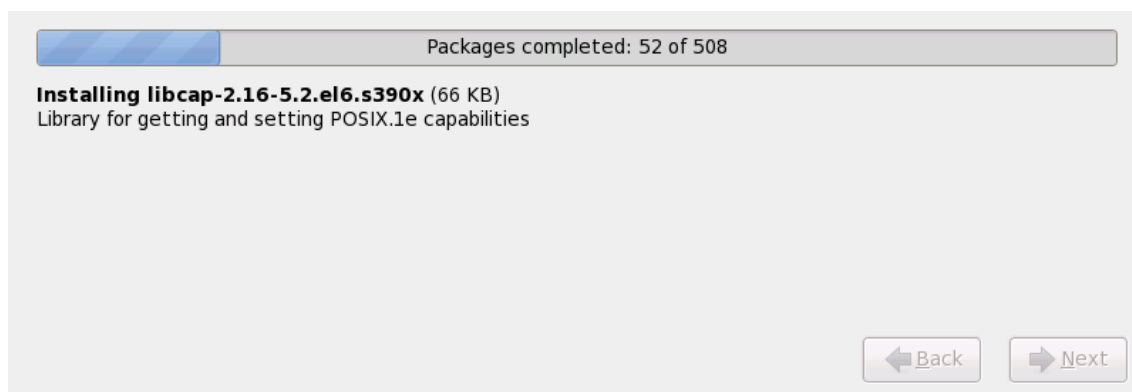 Packages completed: 52 of 508
Installing libcap-2.16-5.2.el6.s390x (66 KB)
Library for getting and setting POSIX.1e capabilities
Back
Next